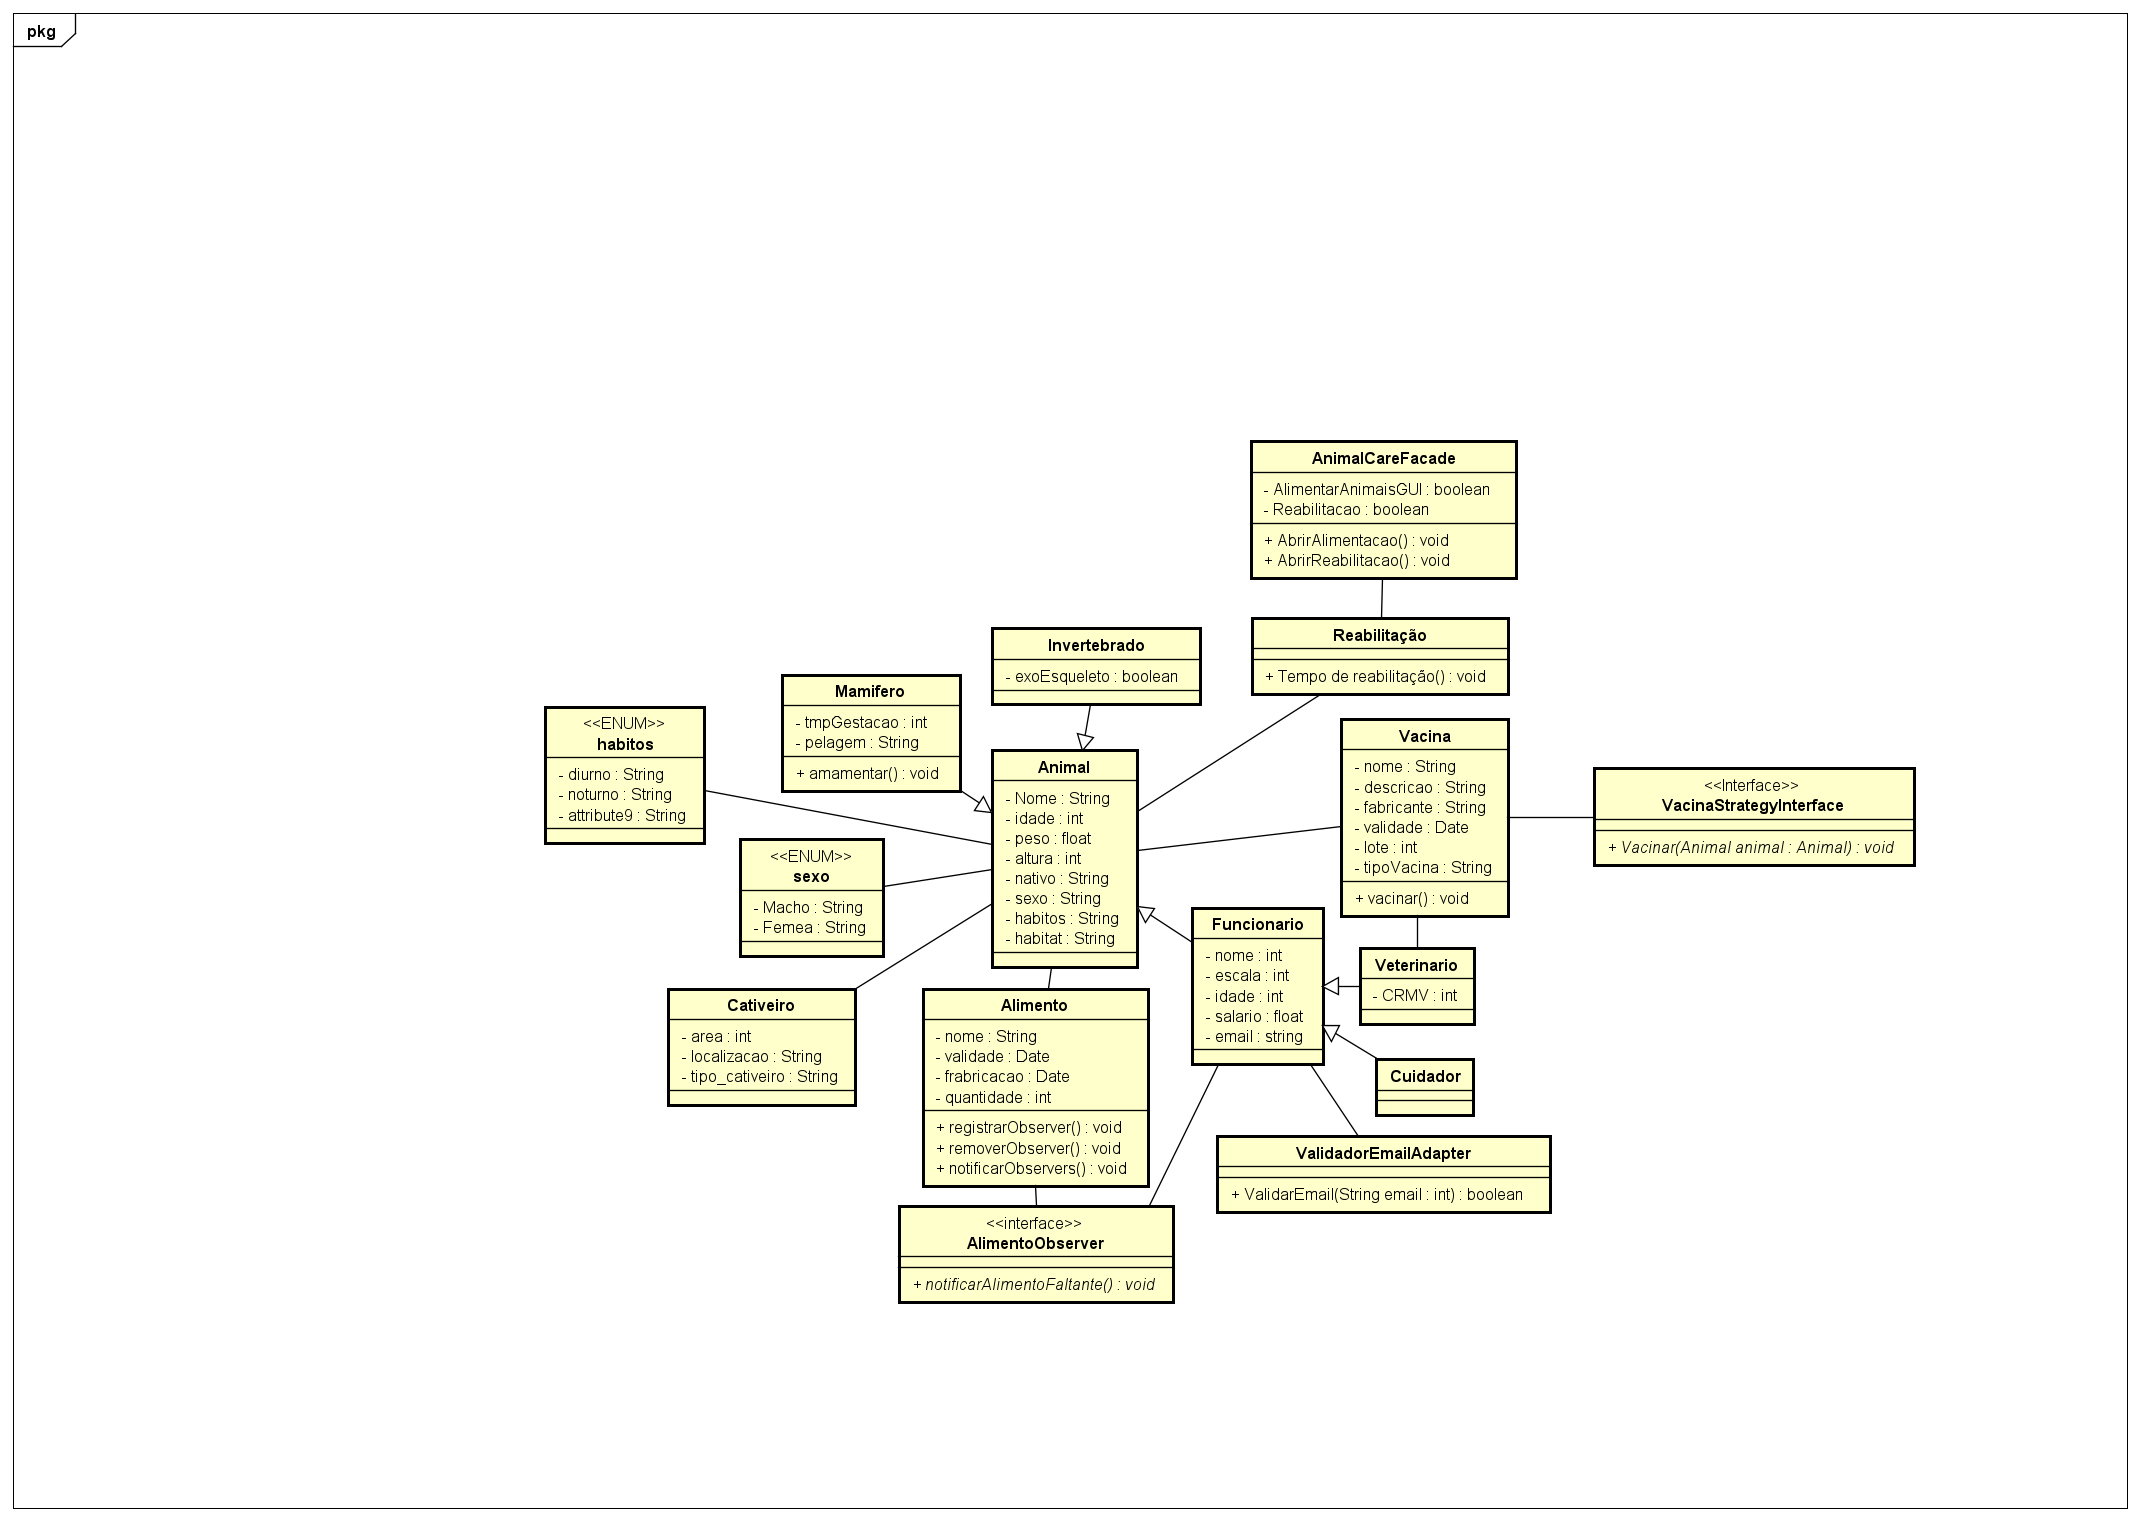 pkg
AnimalCareFacade
- AlimentarAnimaisGUI : boolean
- Reabilitacao : boolean
+ AbrirAlimentacao() : void
+ AbrirReabilitacao() : void
Reabilitação
+ Tempo de reabilitação() : void
Invertebrado
- exoEsqueleto : boolean
Mamifero
- tmpGestacao : int
- pelagem : String
+ amamentar() : void
<<ENUM>>
habitos
- diurno : String
- noturno : String
- attribute9 : String
Animal
- Nome : String
- idade : int
- peso : float
- altura : int
- nativo : String
- sexo : String
- habitos : String
- habitat : String
Vacina
- nome : String
- descricao : String
- fabricante : String
- validade : Date
- lote : int
- tipoVacina : String
+ vacinar() : void
<<Interface>>
VacinaStrategyInterface
+ Vacinar(Animal animal : Animal) : void
<<ENUM>>
sexo
- Macho : String
- Femea : String
Funcionario
- nome : int
- escala : int
- idade : int
- salario : float
- email : string
Veterinario
- CRMV : int
Cativeiro
- area : int
- localizacao : String
- tipo_cativeiro : String
Alimento
- nome : String
- validade : Date
- frabricacao : Date
- quantidade : int
+ registrarObserver() : void
+ removerObserver() : void
+ notificarObservers() : void
Cuidador
ValidadorEmailAdapter
+ ValidarEmail(String email : int) : boolean
<<interface>>
AlimentoObserver
+ notificarAlimentoFaltante() : void